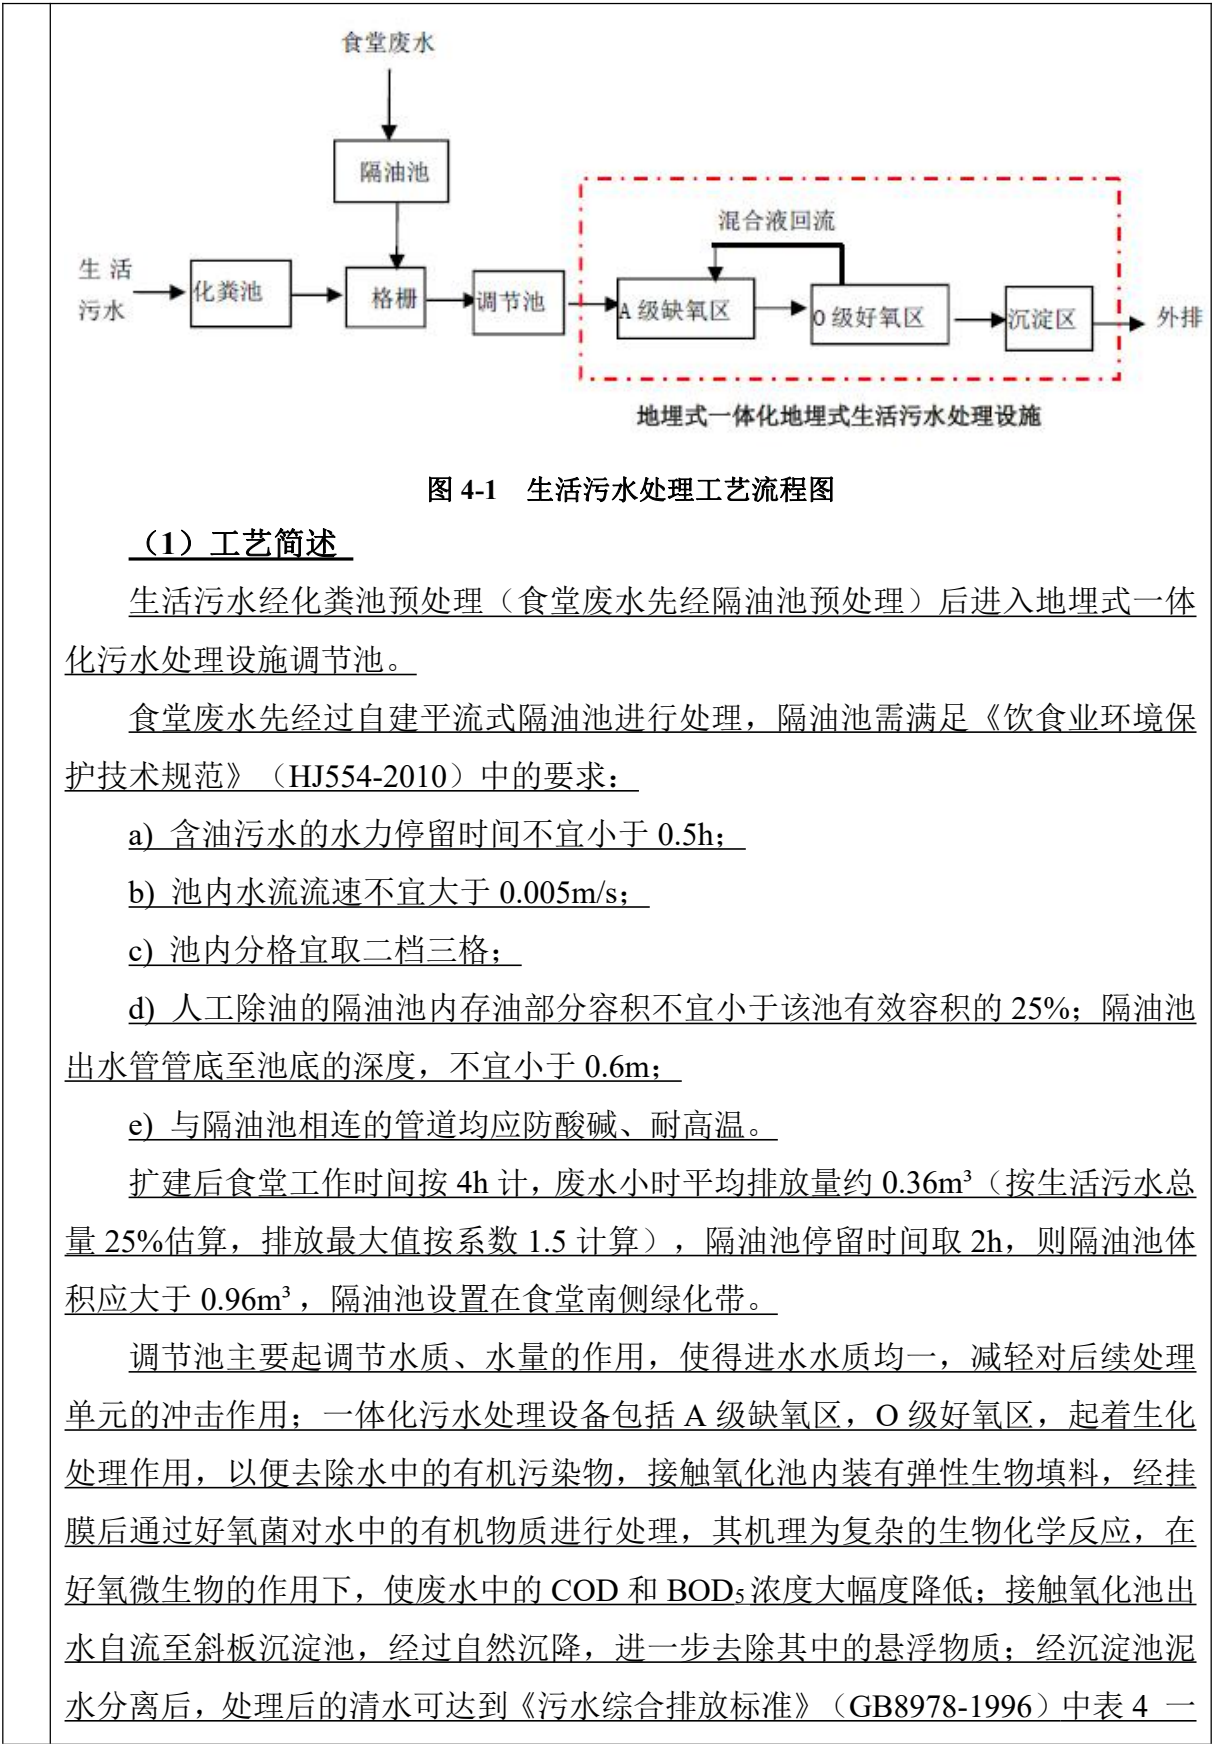 食堂废水
隔油池
混合液回流
生 活
污水
化粪池
格栅
调节池
A 级缺氧区
O 级好氧区
沉淀区
外排
地埋式一体化地埋式生活污水处理设施
图 4-1 生活污水处理工艺流程图
（1）工艺简述
生活污水经化粪池预处理（食堂废水先经隔油池预处理）后进入地埋式一体
化污水处理设施调节池。
食堂废水先经过自建平流式隔油池进行处理，隔油池需满足《饮食业环境保
护技术规范》（HJ554-2010）中的要求：
a) 含油污水的水力停留时间不宜小于 0.5h；
b) 池内水流流速不宜大于 0.005m/s；
c) 池内分格宜取二档三格；
d) 人工除油的隔油池内存油部分容积不宜小于该池有效容积的 25%；隔油池
出水管管底至池底的深度，不宜小于 0.6m；
e) 与隔油池相连的管道均应防酸碱、耐高温。
扩建后食堂工作时间按 4h 计，废水小时平均排放量约 0.36m³（按生活污水总
量 25%估算，排放最大值按系数 1.5 计算），隔油池停留时间取 2h，则隔油池体
积应大于 0.96m³ ，隔油池设置在食堂南侧绿化带。
调节池主要起调节水质、水量的作用，使得进水水质均一，减轻对后续处理
单元的冲击作用；一体化污水处理设备包括 A 级缺氧区，O 级好氧区，起着生化
处理作用，以便去除水中的有机污染物，接触氧化池内装有弹性生物填料，经挂
膜后通过好氧菌对水中的有机物质进行处理，其机理为复杂的生物化学反应，在
好氧微生物的作用下，使废水中的 COD 和 BOD₅ 浓度大幅度降低；接触氧化池出
水自流至斜板沉淀池，经过自然沉降，进一步去除其中的悬浮物质；经沉淀池泥
水分离后，处理后的清水可达到《污水综合排放标准》（GB8978-1996）中表 4 一